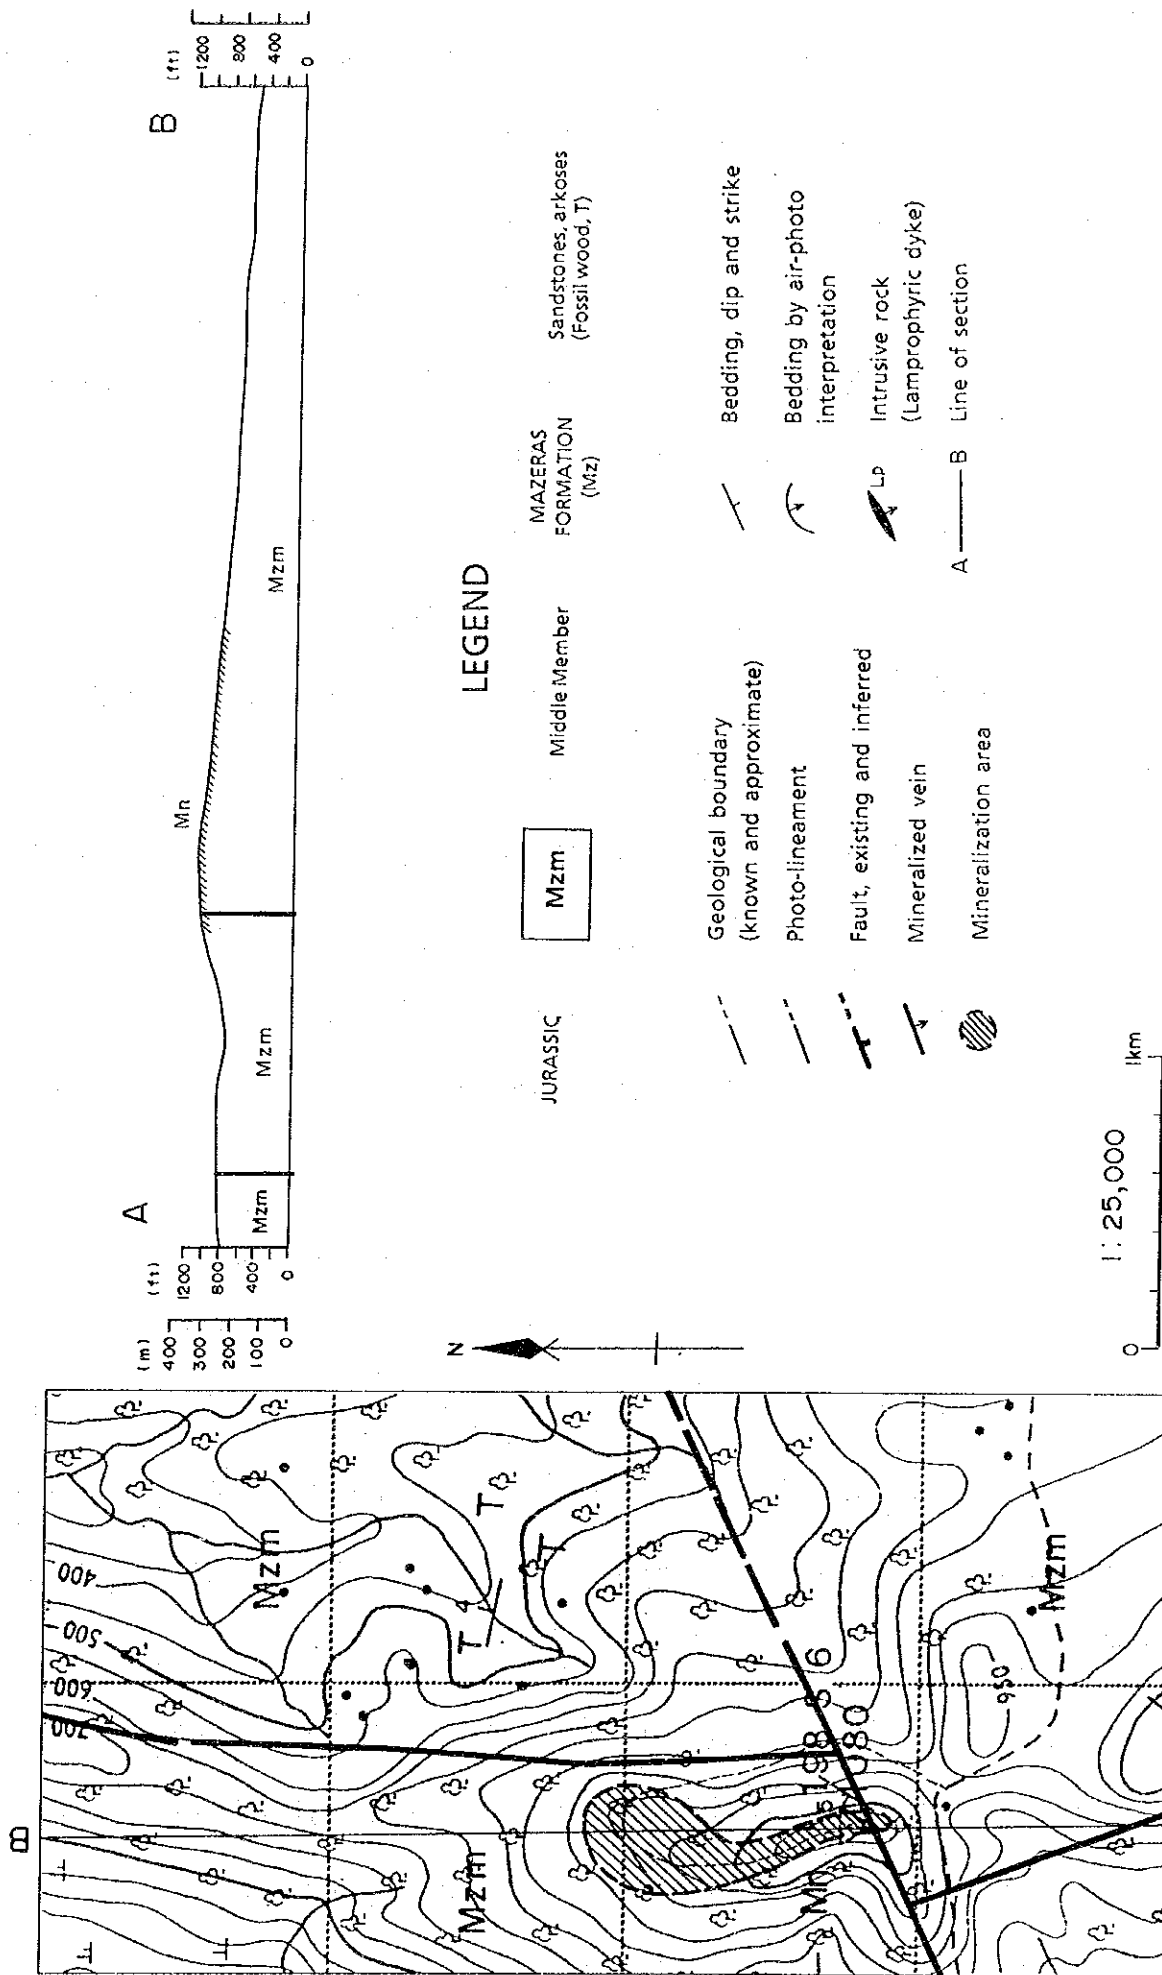 A
B
(m)
400
300
200
100
0
(ft)
1200
800
400
0
(ft)
1200
800
400
0
Mn
Mzm
Mzm
Mzm
LEGEND
JURASSIC
Mzm
Middle Member
MAZERAS
FORMATION
(Mz)
Sandstones, arkoses
(Fossil wood, T)
Geological boundary
(known and approximate)
Photo-lineament
Fault, existing and inferred
Mineralized vein
Mineralization area
Bedding, dip and strike
Bedding by air-photo
interpretation
Lp
Intrusive rock
(Lamprophyric dyke)
A
B
Line of section
N
0
1km
1:25,000
B
700
600
500
400
Mzm
Mzm
T
T
T
4
Mn
950
Mzm